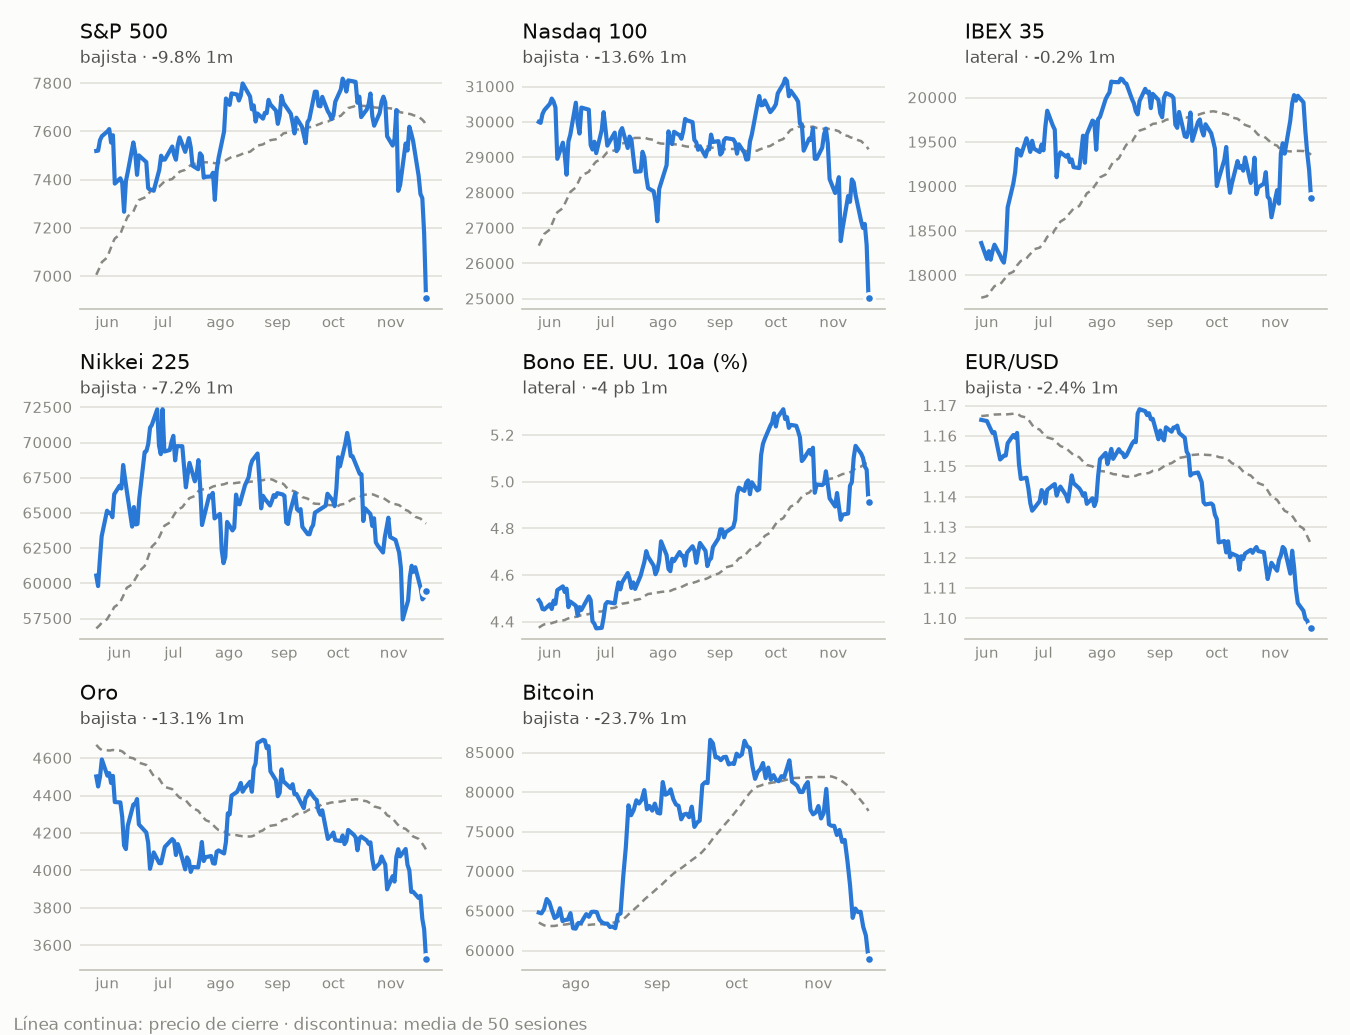 S&P 500
bajista · -9.8% 1m
7800
7600
7400
7200
7000
jun jul ago sep oct nov
Nasdaq 100
bajista · -13.6% 1m
31000
30000
29000
28000
27000
26000
25000
jun jul ago sep oct nov
IBEX 35
lateral · -0.2% 1m
20000
19500
19000
18500
18000
jun jul ago sep oct nov
Nikkei 225
bajista · -7.2% 1m
72500
70000
67500
65000
62500
60000
57500
jun jul ago sep oct nov
Bono EE. UU. 10a (%)
lateral · -4 pb 1m
5.2
5.0
4.8
4.6
4.4
jun jul ago sep oct nov
EUR/USD
bajista · -2.4% 1m
1.17
1.16
1.15
1.14
1.13
1.12
1.11
1.10
jun jul ago sep oct nov
Oro
bajista · -13.1% 1m
4600
4400
4200
4000
3800
3600
jun jul ago sep oct nov
Bitcoin
bajista · -23.7% 1m
85000
80000
75000
70000
65000
60000
ago sep oct nov
Línea continua: precio de cierre · discontinua: media de 50 sesiones